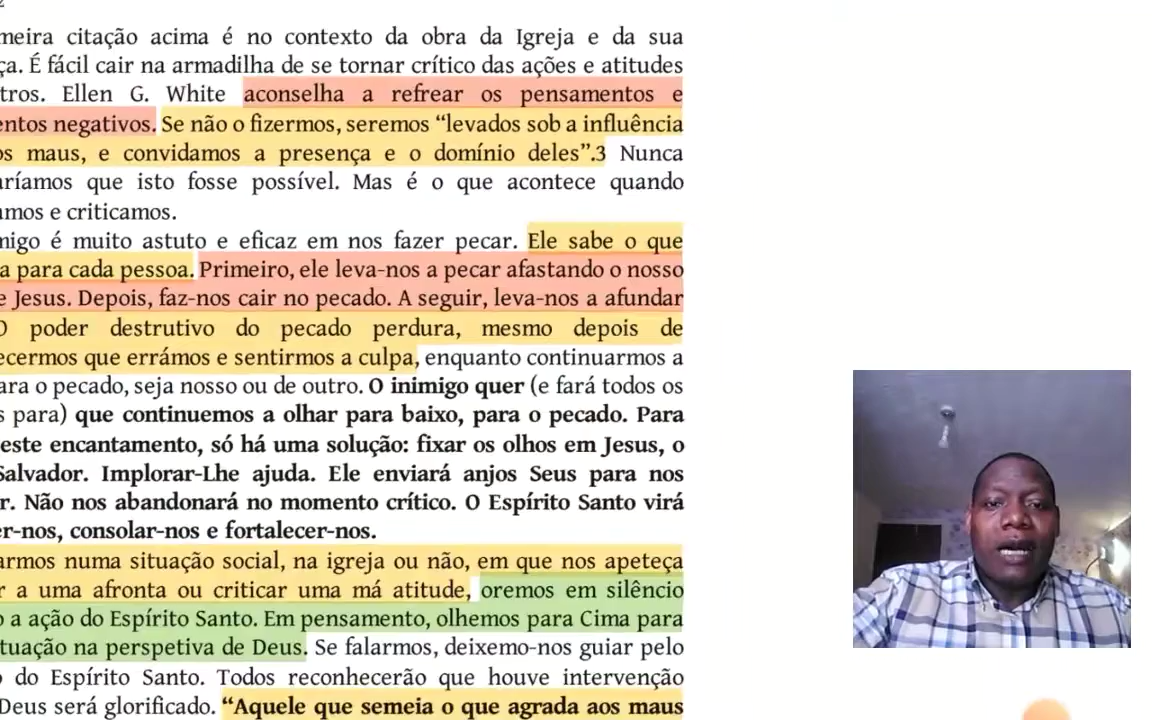 meira citação acima é no contexto da obra da Igreja e da sua
ça. É fácil cair na armadilha de se tornar crítico das ações e atitudes
tros. Ellen G. White aconselha a refrear os pensamentos e
entos negativos. Se não o fizermos, seremos “levados sob a influência
os maus, e convidamos a presença e o domínio deles”.3 Nunca
aríamos que isto fosse possível. Mas é o que acontece quando
amos e criticamos.
migo é muito astuto e eficaz em nos fazer pecar. Ele sabe o que
a para cada pessoa. Primeiro, ele leva-nos a pecar afastando o nosso
e Jesus. Depois, faz-nos cair no pecado. A seguir, leva-nos a afundar
O poder destrutivo do pecado perdura, mesmo depois de
ecermos que errámos e sentirmos a culpa, enquanto continuarmos a
ara o pecado, seja nosso ou de outro. O inimigo quer (e fará todos os
s para) que continuemos a olhar para baixo, para o pecado. Para
este encantamento, só há uma solução: fixar os olhos em Jesus, o
Salvador. Implorar-Lhe ajuda. Ele enviará anjos Seus para nos
r. Não nos abandonará no momento crítico. O Espírito Santo virá
er-nos, consolar-nos e fortalecer-nos.
armos numa situação social, na igreja ou não, em que nos apeteça
r a uma afronta ou criticar uma má atitude, oremos em silêncio
o a ação do Espírito Santo. Em pensamento, olhemos para Cima para
tuação na perspetiva de Deus. Se falarmos, deixemo-nos guiar pelo
o do Espírito Santo. Todos reconhecerão que houve intervenção
Deus será glorificado. “Aquele que semeia o que agrada aos maus